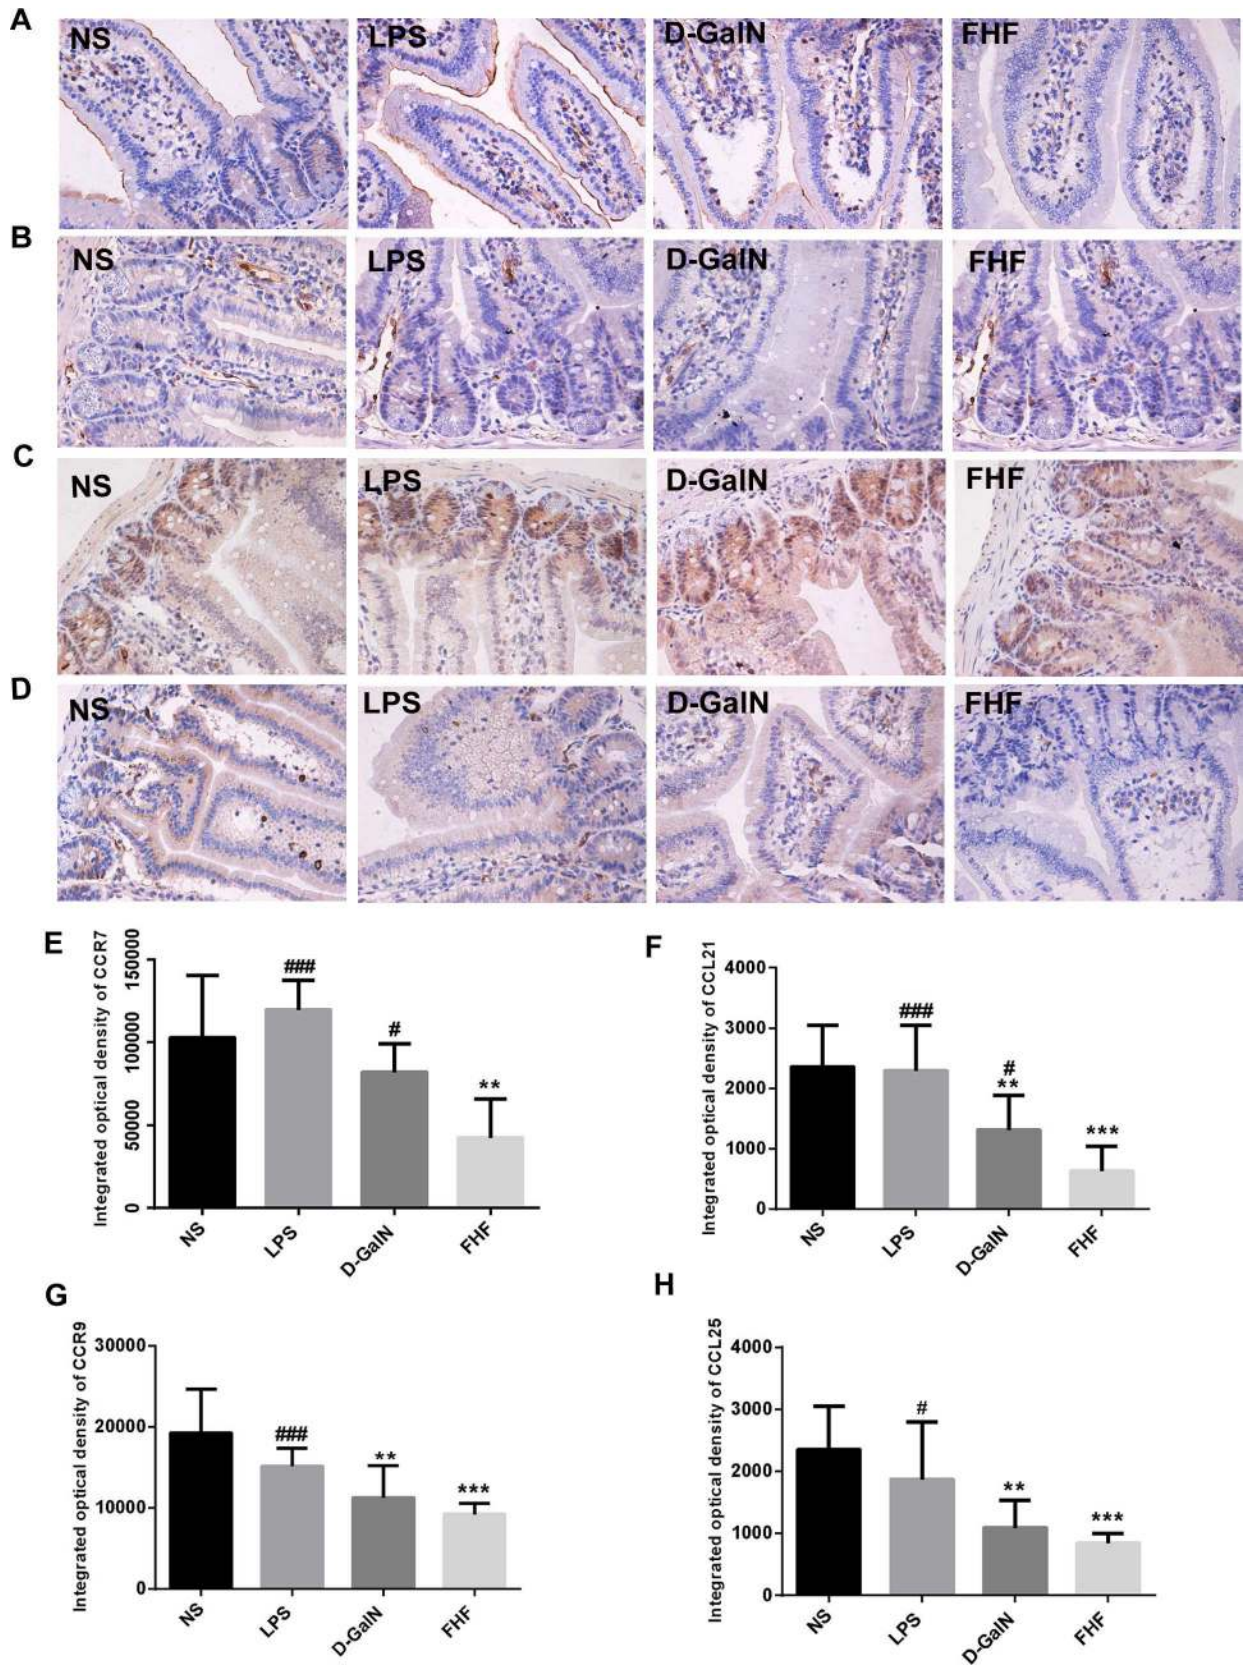 A
NS LPS D-GalN FHF
B
NS LPS D-GalN FHF
C
NS LPS D-GalN FHF
D
NS LPS D-GalN FHF
E
Integrated optical density of CCR7
150000
100000
50000
0
###
#
**
NS LPS D-GalN FHF
F
Integrated optical density of CCL21
4000
3000
2000
1000
0
###
#
**
***
NS LPS D-GalN FHF
G
Integrated optical density of CCR9
30000
20000
10000
0
###
**
***
NS LPS D-GalN FHF
H
Integrated optical density of CCL25
4000
3000
2000
1000
0
#
**
***
NS LPS D-GalN FHF